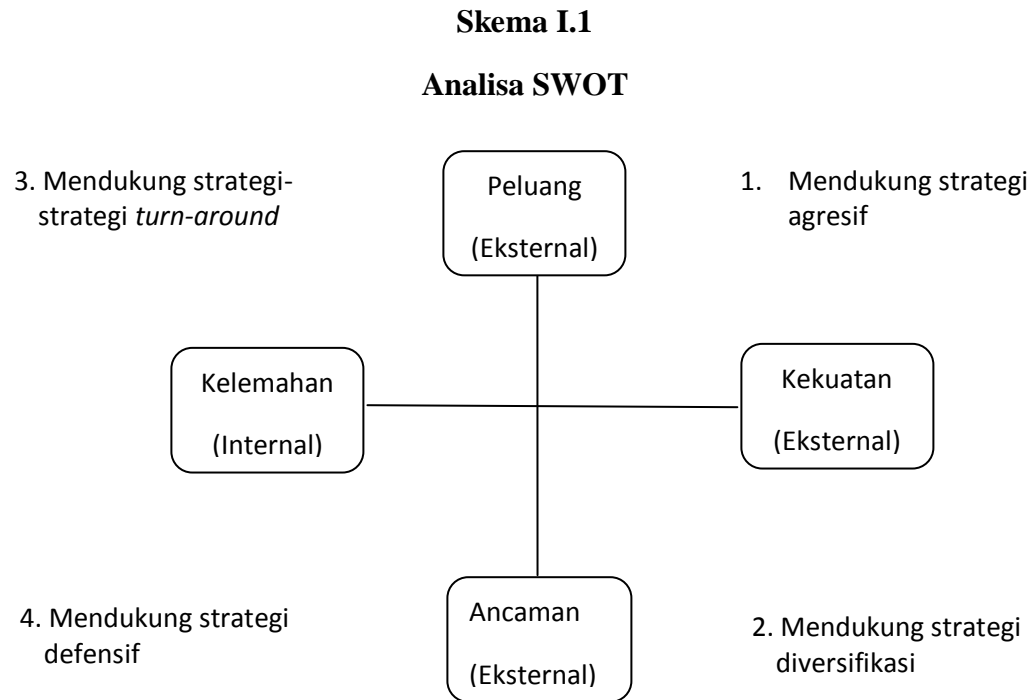 Skema I.1
Analisa SWOT
3. Mendukung strategi-
strategi turn-around
Peluang
(Eksternal)
1. Mendukung strategi
agresif
Kelemahan
(Internal)
Kekuatan
(Eksternal)
4. Mendukung strategi
defensif
Ancaman
(Eksternal)
2. Mendukung strategi
diversifikasi